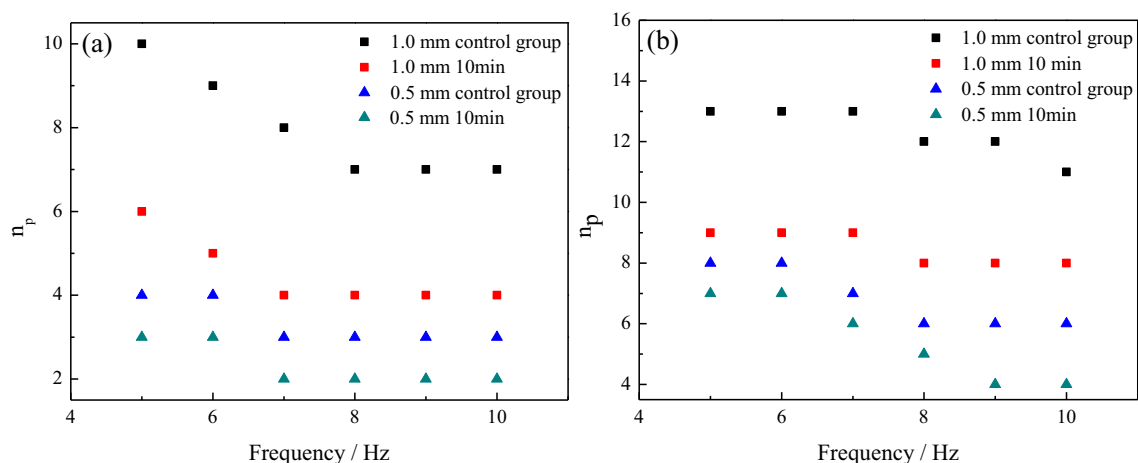 (a)
1.0 mm control group
1.0 mm 10min
0.5 mm control group
0.5 mm 10min
10
8
6
4
2
n_p
4 6 8 10
Frequency / Hz
(b)
1.0 mm control group
1.0 mm 10 min
0.5 mm control group
0.5 mm 10min
16
14
12
10
8
6
4
np
4 6 8 10
Frequency / Hz